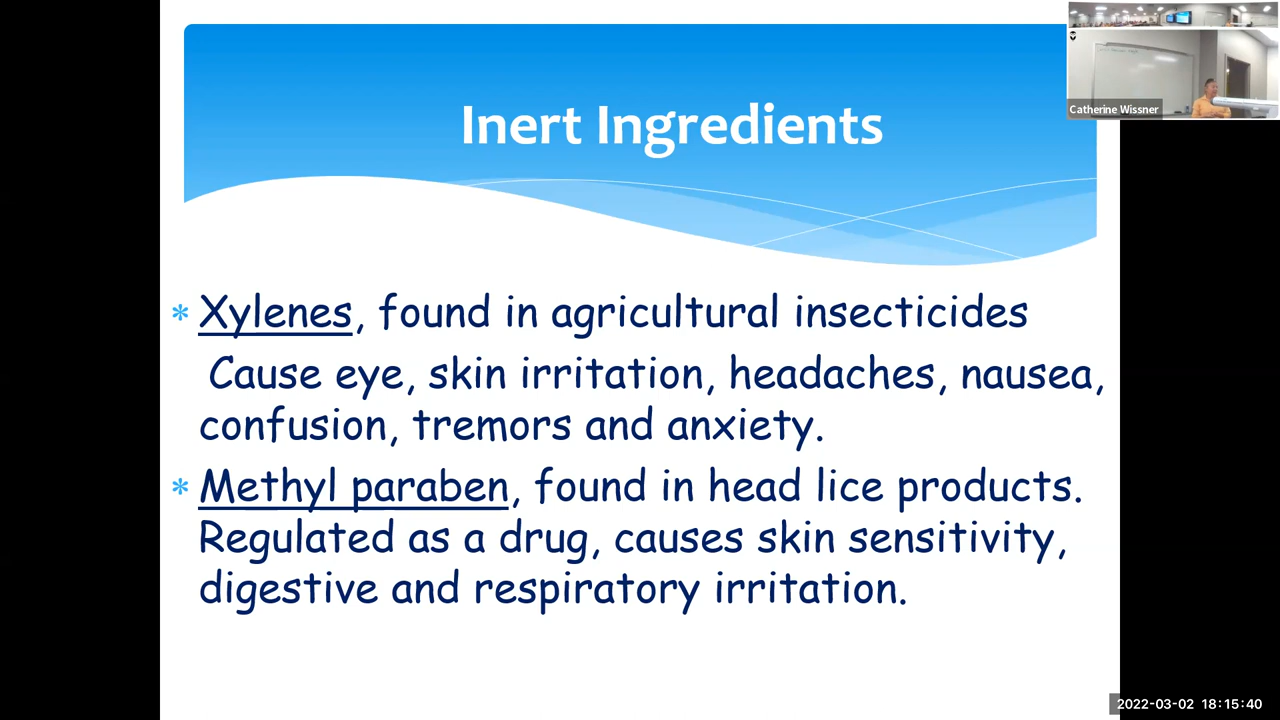 Inert Ingredients
Catherine Wissner
* Xylenes, found in agricultural insecticides
Cause eye, skin irritation, headaches, nausea,
confusion, tremors and anxiety.
* Methyl paraben, found in head lice products.
Regulated as a drug, causes skin sensitivity,
digestive and respiratory irritation.
2022-03-02 18:15:40